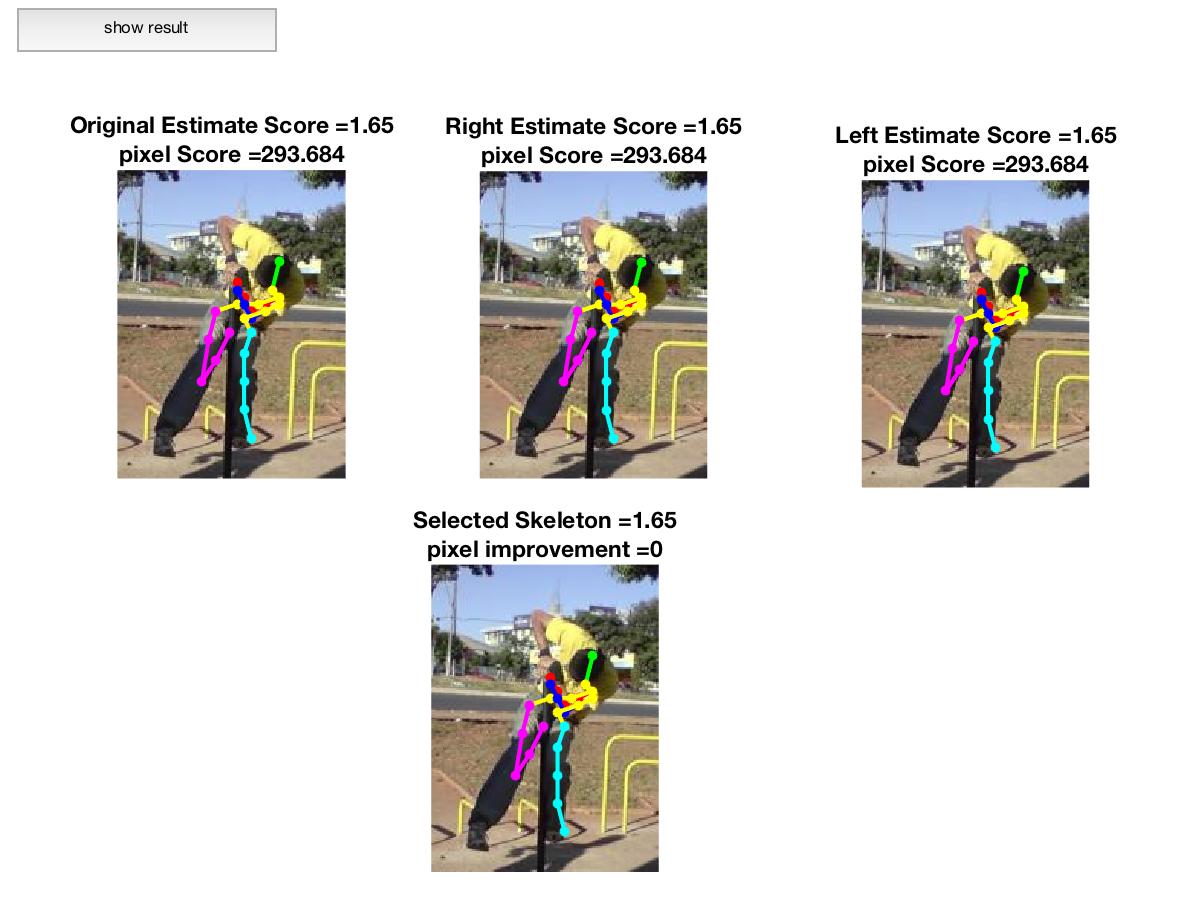 show result
Original Estimate Score =1.65
pixel Score =293.684
Right Estimate Score =1.65
pixel Score =293.684
Left Estimate Score =1.65
pixel Score =293.684
Selected Skeleton =1.65
pixel improvement =0